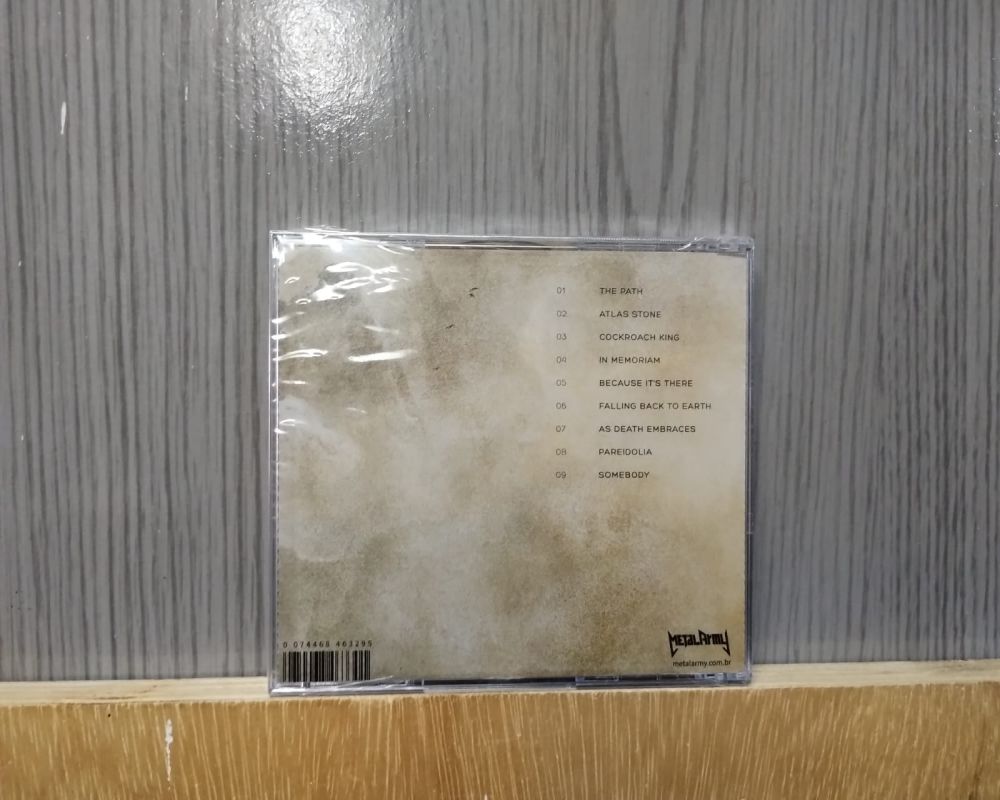 01 THE PATH
02 ATLAS STONE
03 COCKROACH KING
04 IN MEMORIAM
05 BECAUSE IT'S THERE
06 FALLING BACK TO EARTH
07 AS DEATH EMBRACES
08 PAREIDOLIA
09 SOMEBODY
0 074468 463295
METAL ARMY
metalarmy.com.br